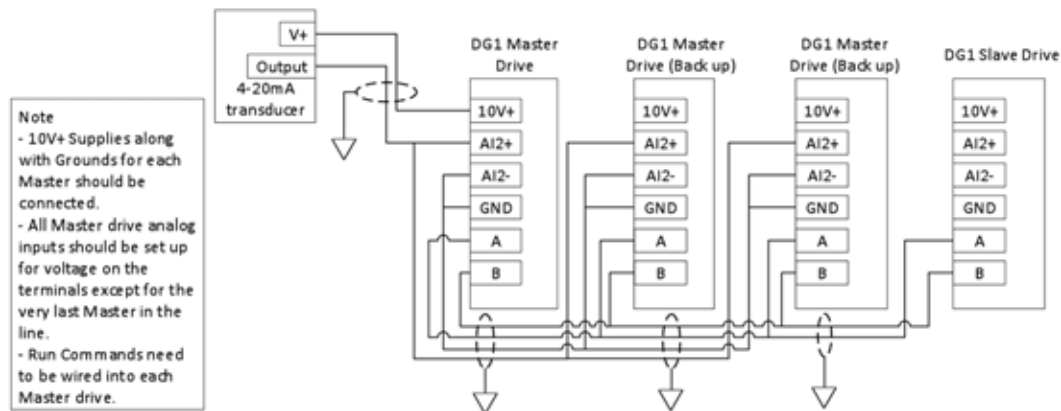 V+
Output
4-20mA
transducer
Note
- 10V+ Supplies along
with Grounds for each
Master should be
connected.
- All Master drive analog
inputs should be set up
for voltage on the
terminals except for the
very last Master in the
line.
- Run Commands need
to be wired into each
Master drive.
DG1 Master
Drive
10V+
AI2+
AI2-
GND
A
B
DG1 Master
Drive (Back up)
10V+
AI2+
AI2-
GND
A
B
DG1 Master
Drive (Back up)
10V+
AI2+
AI2-
GND
A
B
DG1 Slave Drive
10V+
AI2+
AI2-
GND
A
B